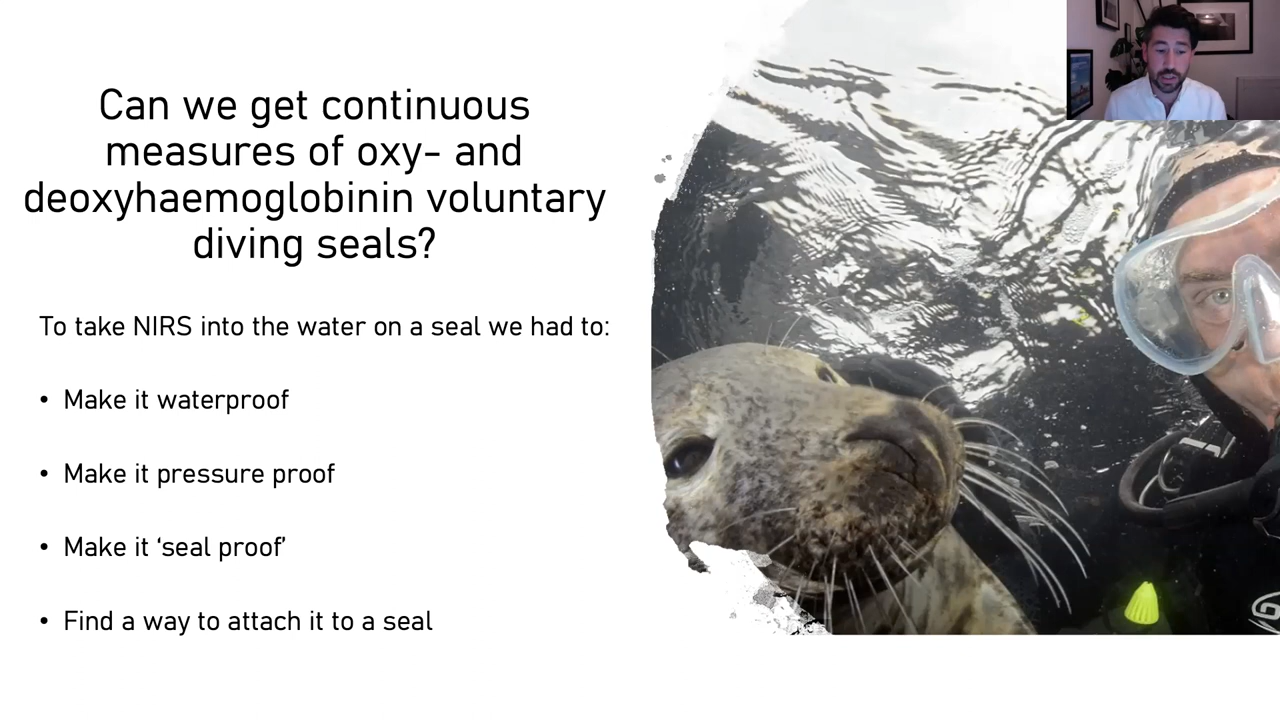 Can we get continuous
measures of oxy- and
deoxyhaemoglobinin voluntary
diving seals?
To take NIRS into the water on a seal we had to:
• Make it waterproof
• Make it pressure proof
• Make it ‘seal proof’
• Find a way to attach it to a seal